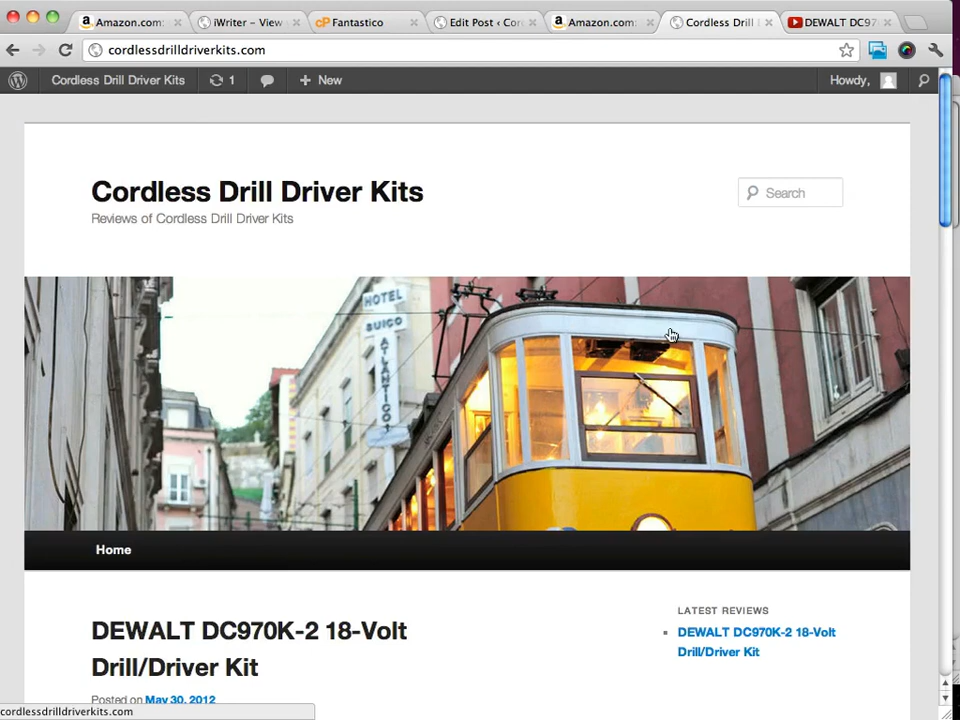 Amazon.com:
iWriter - View
Fantastico
Edit Post ‹ Cor
Amazon.com:
Cordless Drill
DEWALT DC97
cordlessdrilldriverkits.com
Cordless Drill Driver Kits
1
New
Howdy,
Cordless Drill Driver Kits
Search
Reviews of Cordless Drill Driver Kits
HOTEL
SUICO
ATLANTICO
Home
DEWALT DC970K-2 18-Volt
Drill/Driver Kit
Posted on May 30, 2012
LATEST REVIEWS
DEWALT DC970K-2 18-Volt
Drill/Driver Kit
cordlessdrilldriverkits.com